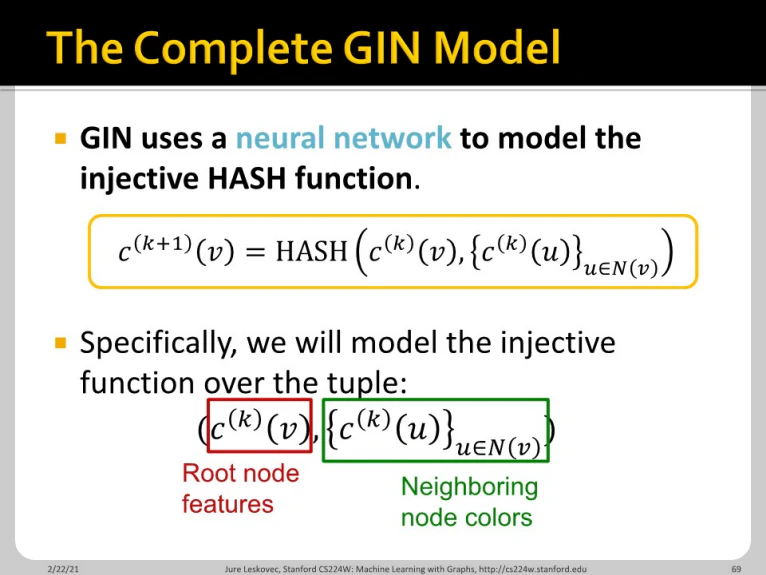 The Complete GIN Model
▪ GIN uses a neural network to model the
injective HASH function.
c^{(k+1)}(v) = HASH(c^{(k)}(v), {c^{(k)}(u)}_{u∈N(v)})
▪ Specifically, we will model the injective
function over the tuple:
(c^{(k)}(v), {c^{(k)}(u)}_{u∈N(v)})
Root node
features
Neighboring
node colors
2/22/21 Jure Leskovec, Stanford CS224W: Machine Learning with Graphs, http://cs224w.stanford.edu 69